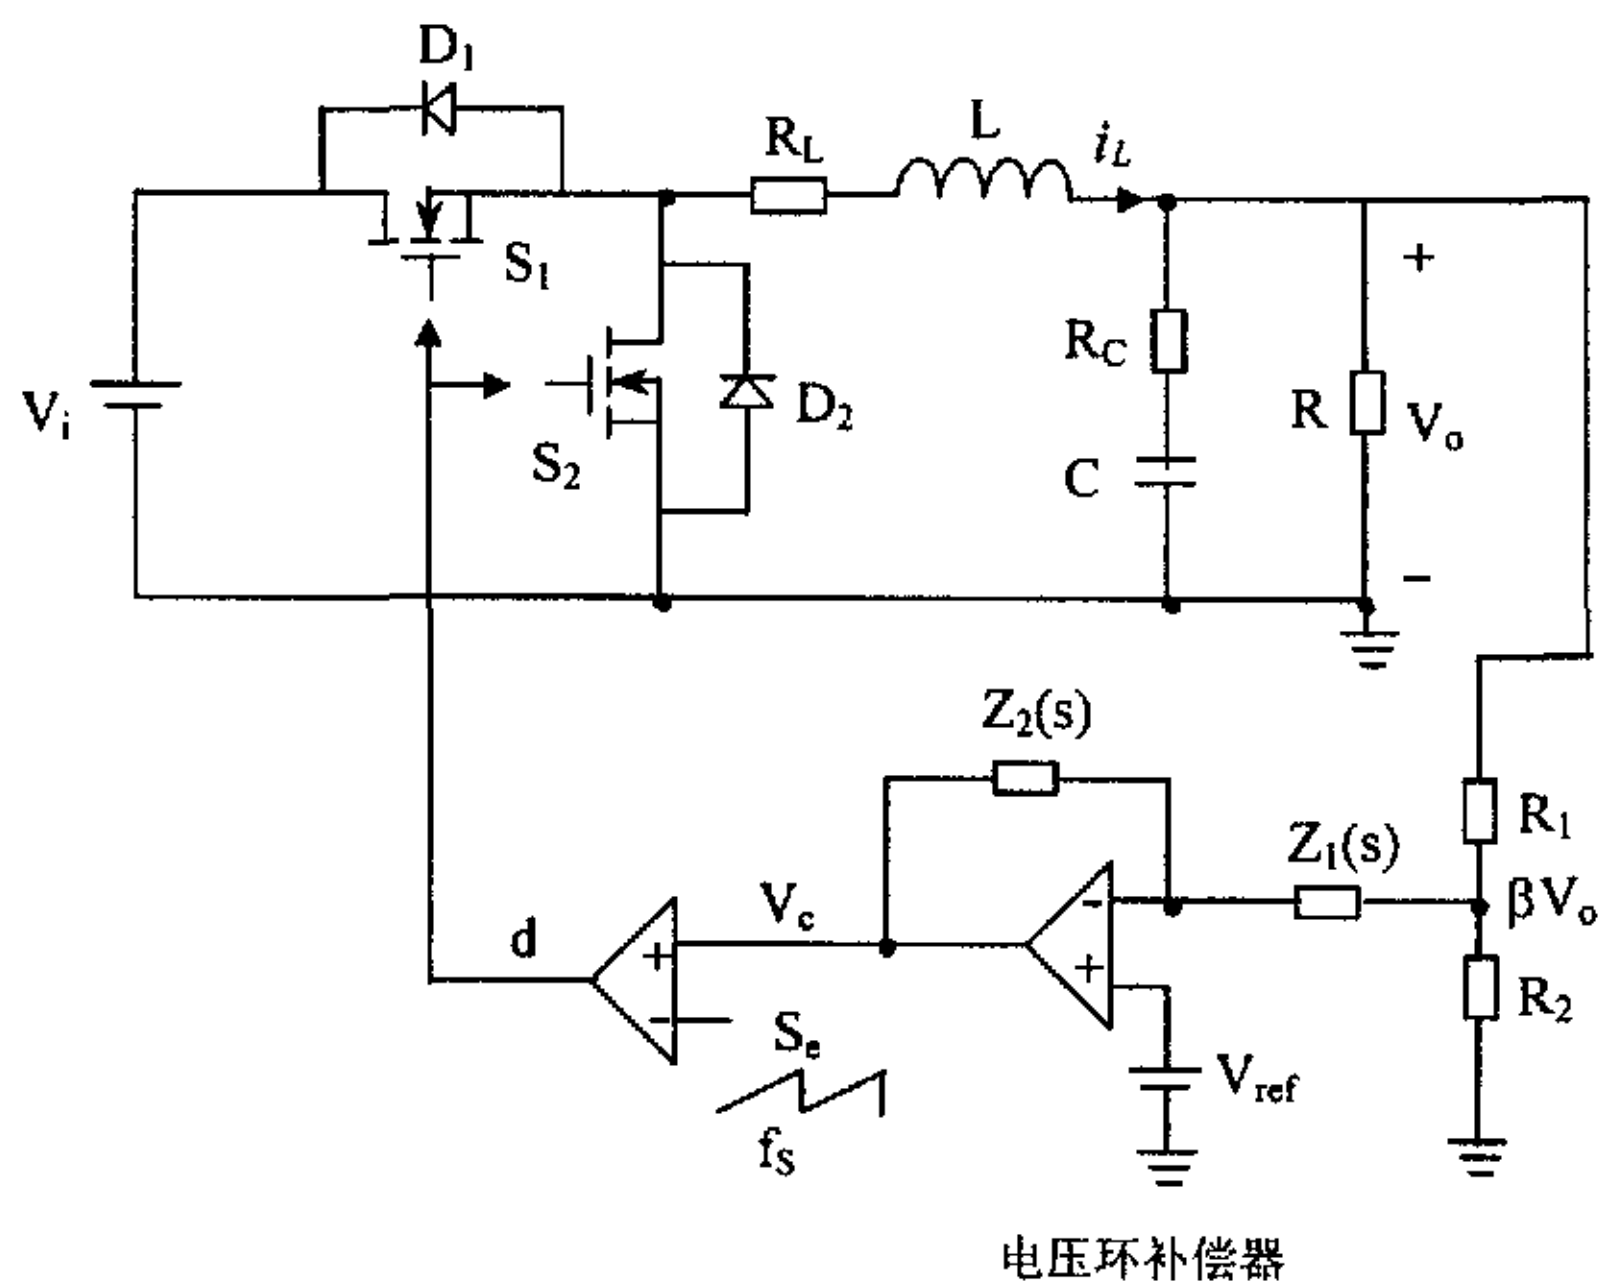 D₁
R_L
L
i_L
S₁
+
R_C
V_i
D₂
R
V_o
S₂
C
−
Z₂(s)
R₁
Z₁(s)
V_c
-
βV_o
d
+
+
R₂
−
S_e
V_ref
f_S
电压环补偿器